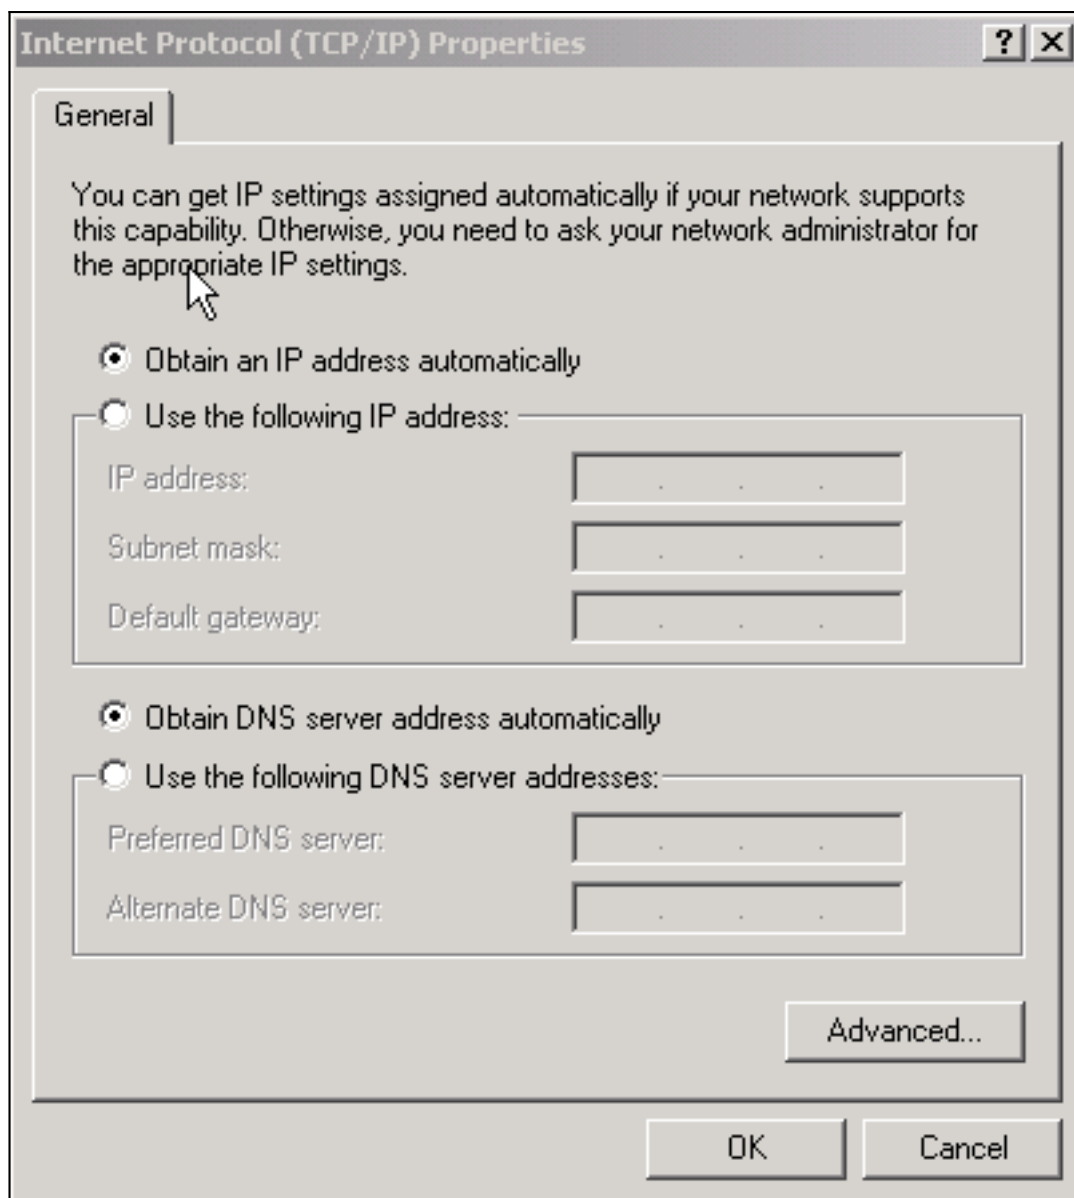 Internet Protocol (TCP/IP) Properties
General
You can get IP settings assigned automatically if your network supports
this capability. Otherwise, you need to ask your network administrator for
the appropriate IP settings.
Obtain an IP address automatically
Use the following IP address:
IP address:
Subnet mask:
Default gateway:
Obtain DNS server address automatically
Use the following DNS server addresses:
Preferred DNS server:
Alternate DNS server:
Advanced...
OK Cancel